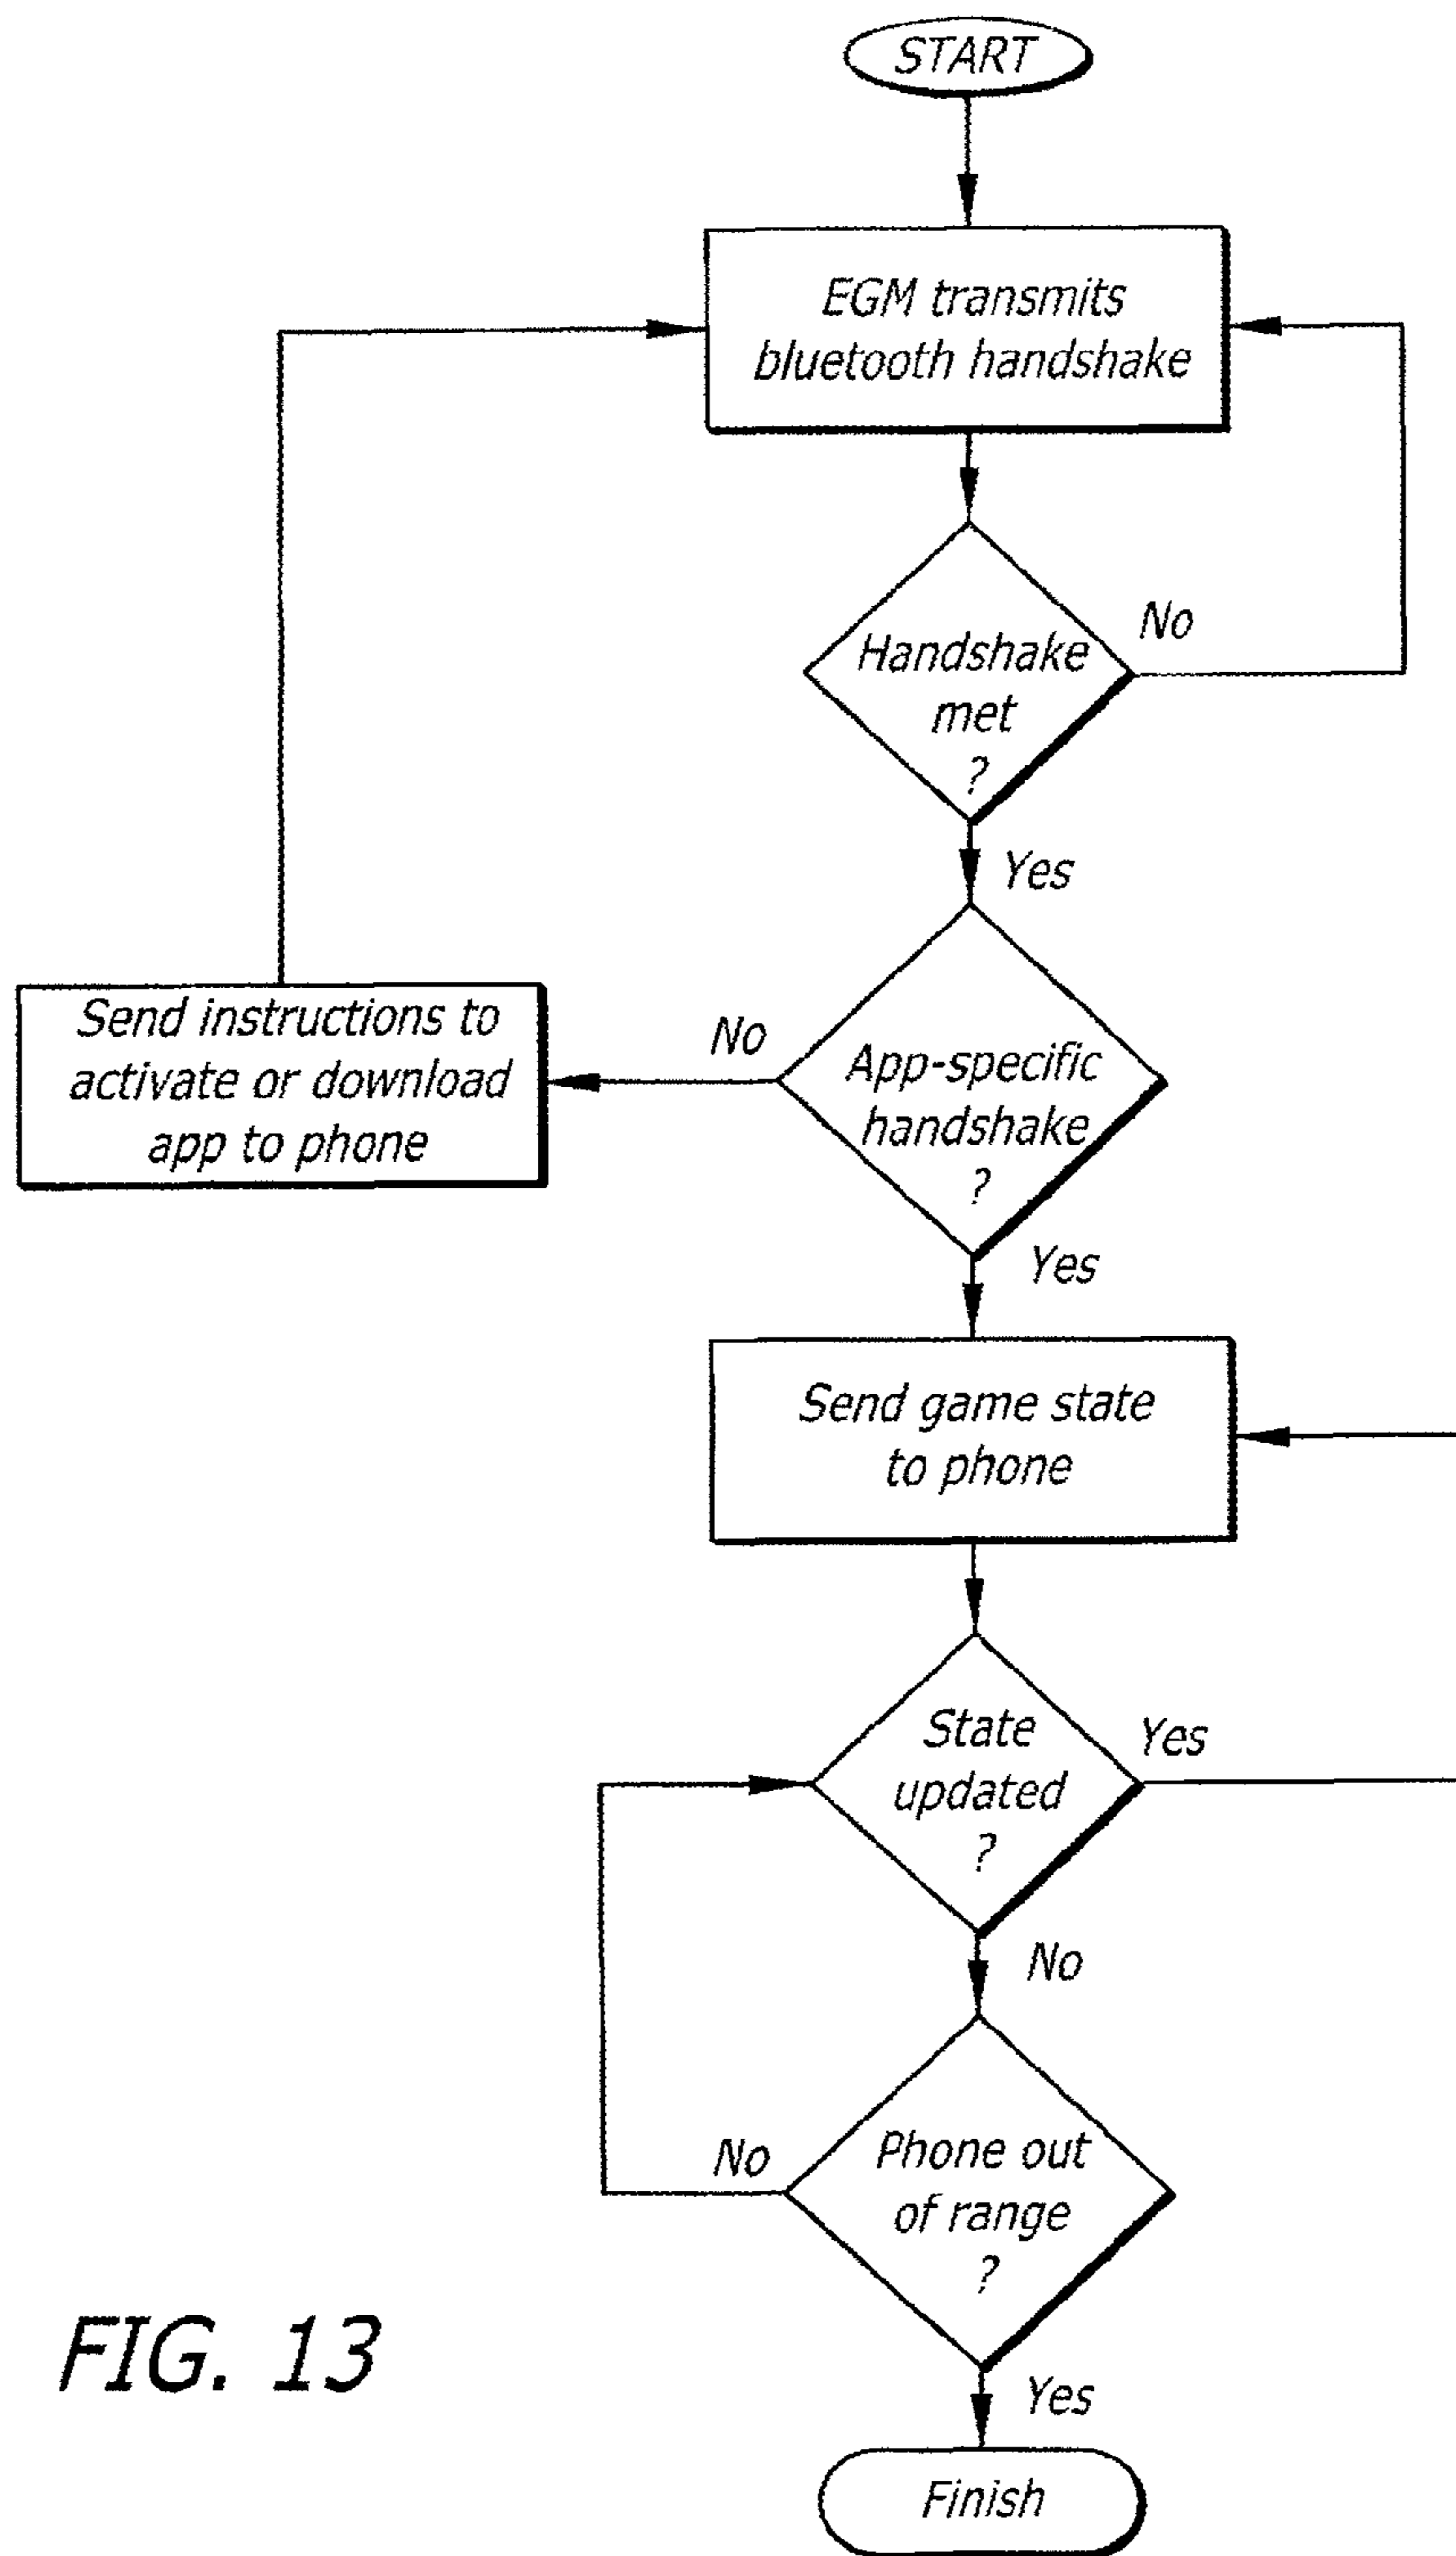 START
EGM transmits
bluetooth handshake
No
Handshake
met
?
Yes
Send instructions to
activate or download
app to phone
No
App-specific
handshake
?
Yes
Send game state
to phone
State
updated
?
Yes
No
No
Phone out
of range
?
Yes
Finish
FIG. 13